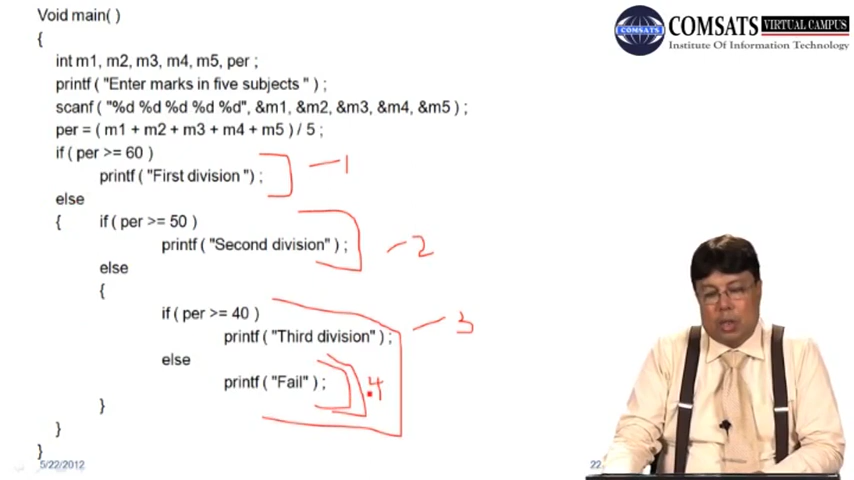 Void main( )
{
int m1, m2, m3, m4, m5, per ;
printf ( "Enter marks in five subjects " ) ;
scanf ( "%d %d %d %d %d", &m1, &m2, &m3, &m4, &m5 ) ;
per = ( m1 + m2 + m3 + m4 + m5 ) / 5 ;
if ( per >= 60 )
printf ( "First division ") ;
else
{ if ( per >= 50 )
printf ( "Second division" ) ;
else
{
if ( per >= 40 )
printf ( "Third division" ) ;
else
printf ( "Fail" ) ;
}
}
}
1
2
3
4
5/22/2012
22
COMSATS
COMSATS
VIRTUAL CAMPUS
Institute Of Information Technology